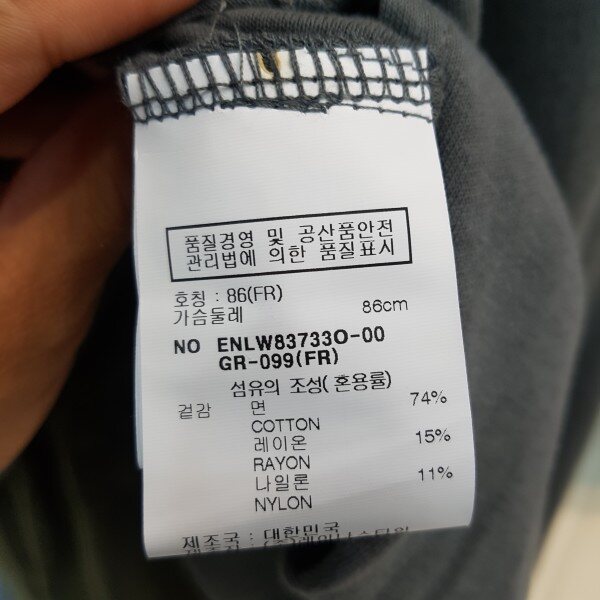 품질경영 및 공산품안전
관리법에 의한 품질표시
호칭 : 86(FR)
가슴둘레 86cm
NO ENLW83733O-00
GR-099(FR)
섬유의 조성( 혼용률)
겉감 면 74%
COTTON
레이온 15%
RAYON
나일론 11%
NYLON
제조국 : 대한민국